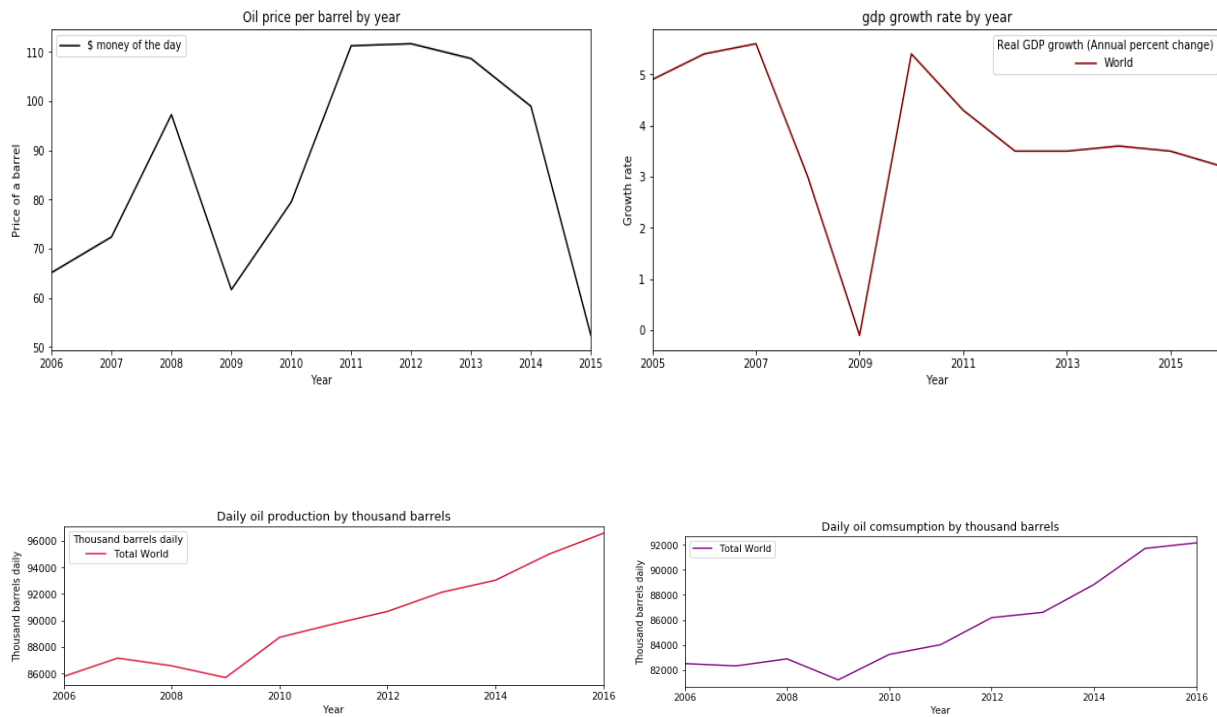 Oil price per barrel by year
$ money of the day
Price of a barrel
110
100
90
80
70
60
50
2006 2007 2008 2009 2010 2011 2012 2013 2014 2015
Year
gdp growth rate by year
Real GDP growth (Annual percent change)
World
Growth rate
5
4
3
2
1
0
2005 2007 2009 2011 2013 2015
Year
Daily oil production by thousand barrels
Thousand barrels daily
Total World
Thousand barrels daily
96000
94000
92000
90000
88000
86000
2006 2008 2010 2012 2014 2016
Year
Daily oil comsumption by thousand barrels
Total World
Thousand barrels daily
92000
90000
88000
86000
84000
82000
2006 2008 2010 2012 2014 2016
Year